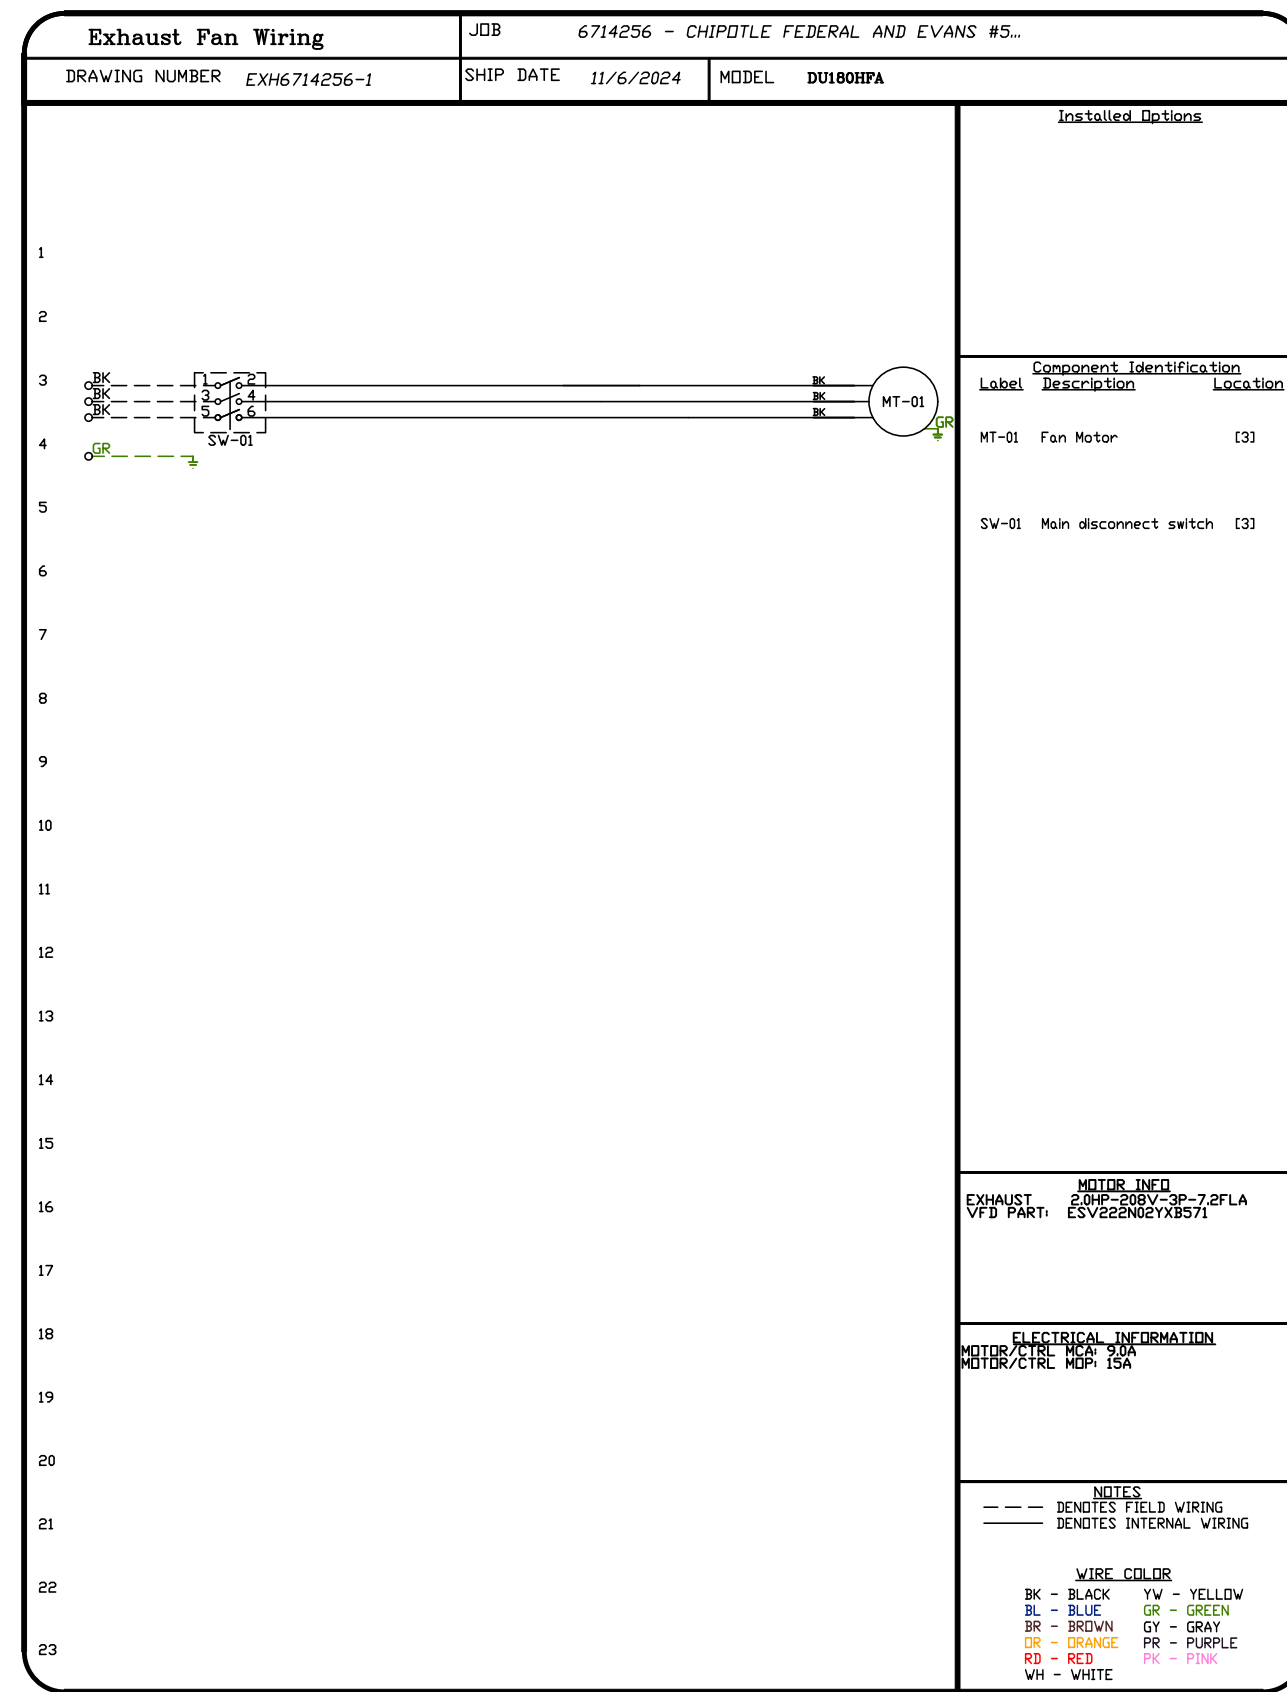 Exhaust Fan Wiring
JOB 6714256 - CHIPOTLE FEDERAL AND EVANS #5...
DRAWING NUMBER EXH6714256-1
SHIP DATE 11/6/2024
MODEL DU180HFA
Installed Options
1
2
3
4
5
6
7
8
9
10
11
12
13
14
15
16
17
18
19
20
21
22
23
BK 1 2 BK
BK 3 4 BK
BK 5 6 BK
MT-01
GR
SW-01
GR
Component Identification
Label Description Location
MT-01 Fan Motor [3]
SW-01 Main disconnect switch [3]
MOTOR INFO
EXHAUST 2.0HP-208V-3P-7.2FLA
VFD PART: ESV222N02YXB571
ELECTRICAL INFORMATION
MOTOR/CTRL MCA: 9.0A
MOTOR/CTRL MOP: 15A
NOTES
DENOTES FIELD WIRING
DENOTES INTERNAL WIRING
WIRE COLOR
BK - BLACK YW - YELLOW
BL - BLUE GR - GREEN
BR - BROWN GY - GRAY
OR - ORANGE PR - PURPLE
RD - RED PK - PINK
WH - WHITE